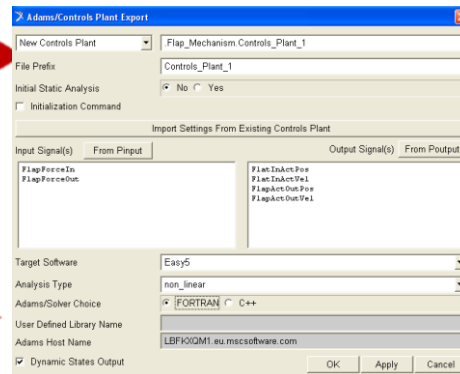 Adams/Controls Plant Export
New Controls Plant .Flap_Mechanism.Controls_Plant_1
File Prefix Controls_Plant_1
Initial Static Analysis No Yes
Initialization Command
Import Settings From Existing Controls Plant
Input Signal(s) From Pinput Output Signal(s) From Poutput
FlapForceIn FlatInActPos
FlapForceOut FlatInActVel
FlapActOutPos
FlapActOutVel
Target Software Easy5
Analysis Type non_linear
Adams/Solver Choice FORTRAN C++
User Defined Library Name
Adams Host Name LBFKXQM1.eu.mscsoftware.com
Dynamic States Output OK Apply Cancel